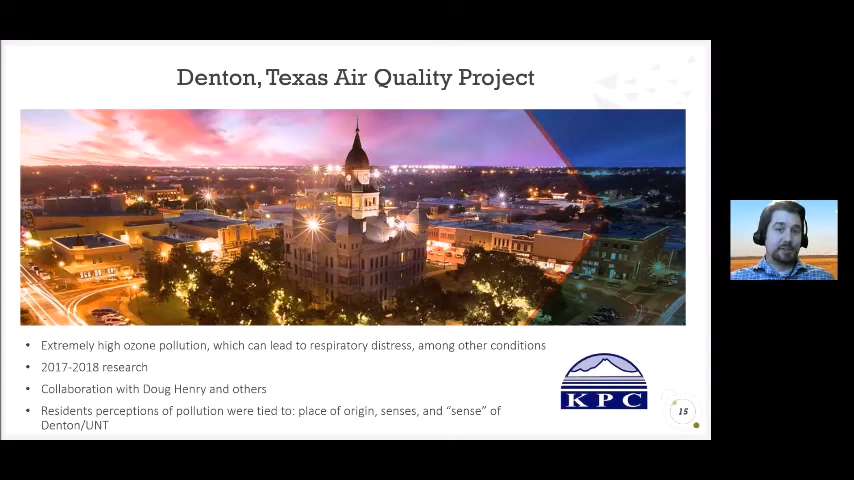 Denton, Texas Air Quality Project
• Extremely high ozone pollution, which can lead to respiratory distress, among other conditions
• 2017-2018 research
• Collaboration with Doug Henry and others
• Residents perceptions of pollution were tied to: place of origin, senses, and “sense” of
Denton/UNT
KPC
15